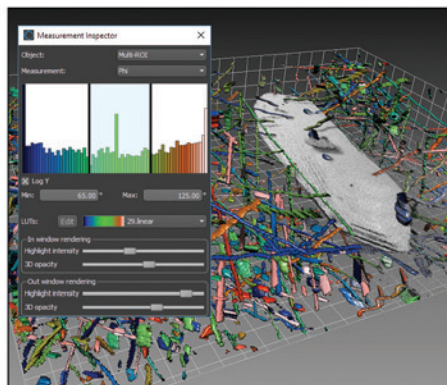 Measurement Inspector
Object: Multi-ROI
Measurement: Phi
Log Y
Min: 65.00 ° Max: 125.00 °
LUTs: Edit 29.linear
In window rendering
Highlight intensity
3D opacity
Out window rendering
Highlight intensity
3D opacity